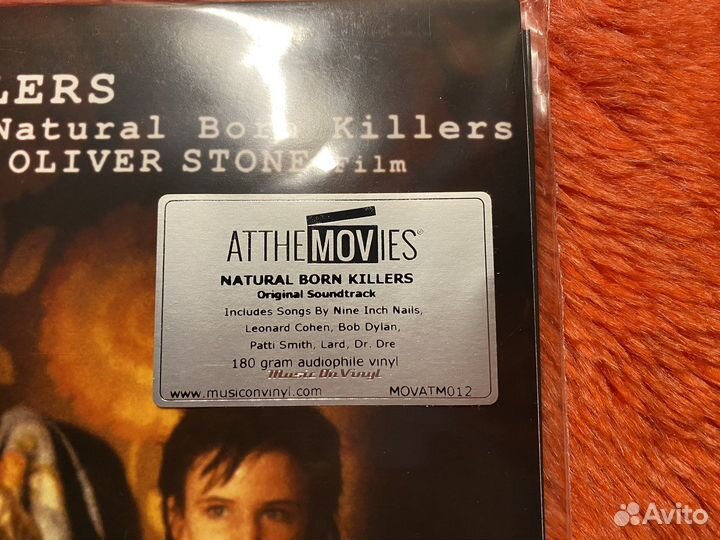 LERS
Natural Born Killers
OLIVER STONE Film
ATTHEMOVIES®
NATURAL BORN KILLERS
Original Soundtrack
Includes Songs By Nine Inch Nails,
Leonard Cohen, Bob Dylan,
Patti Smith, Lard, Dr. Dre
180 gram audiophile vinyl
Music On Vinyl
www.musiconvinyl.com MOVATM012
Avito